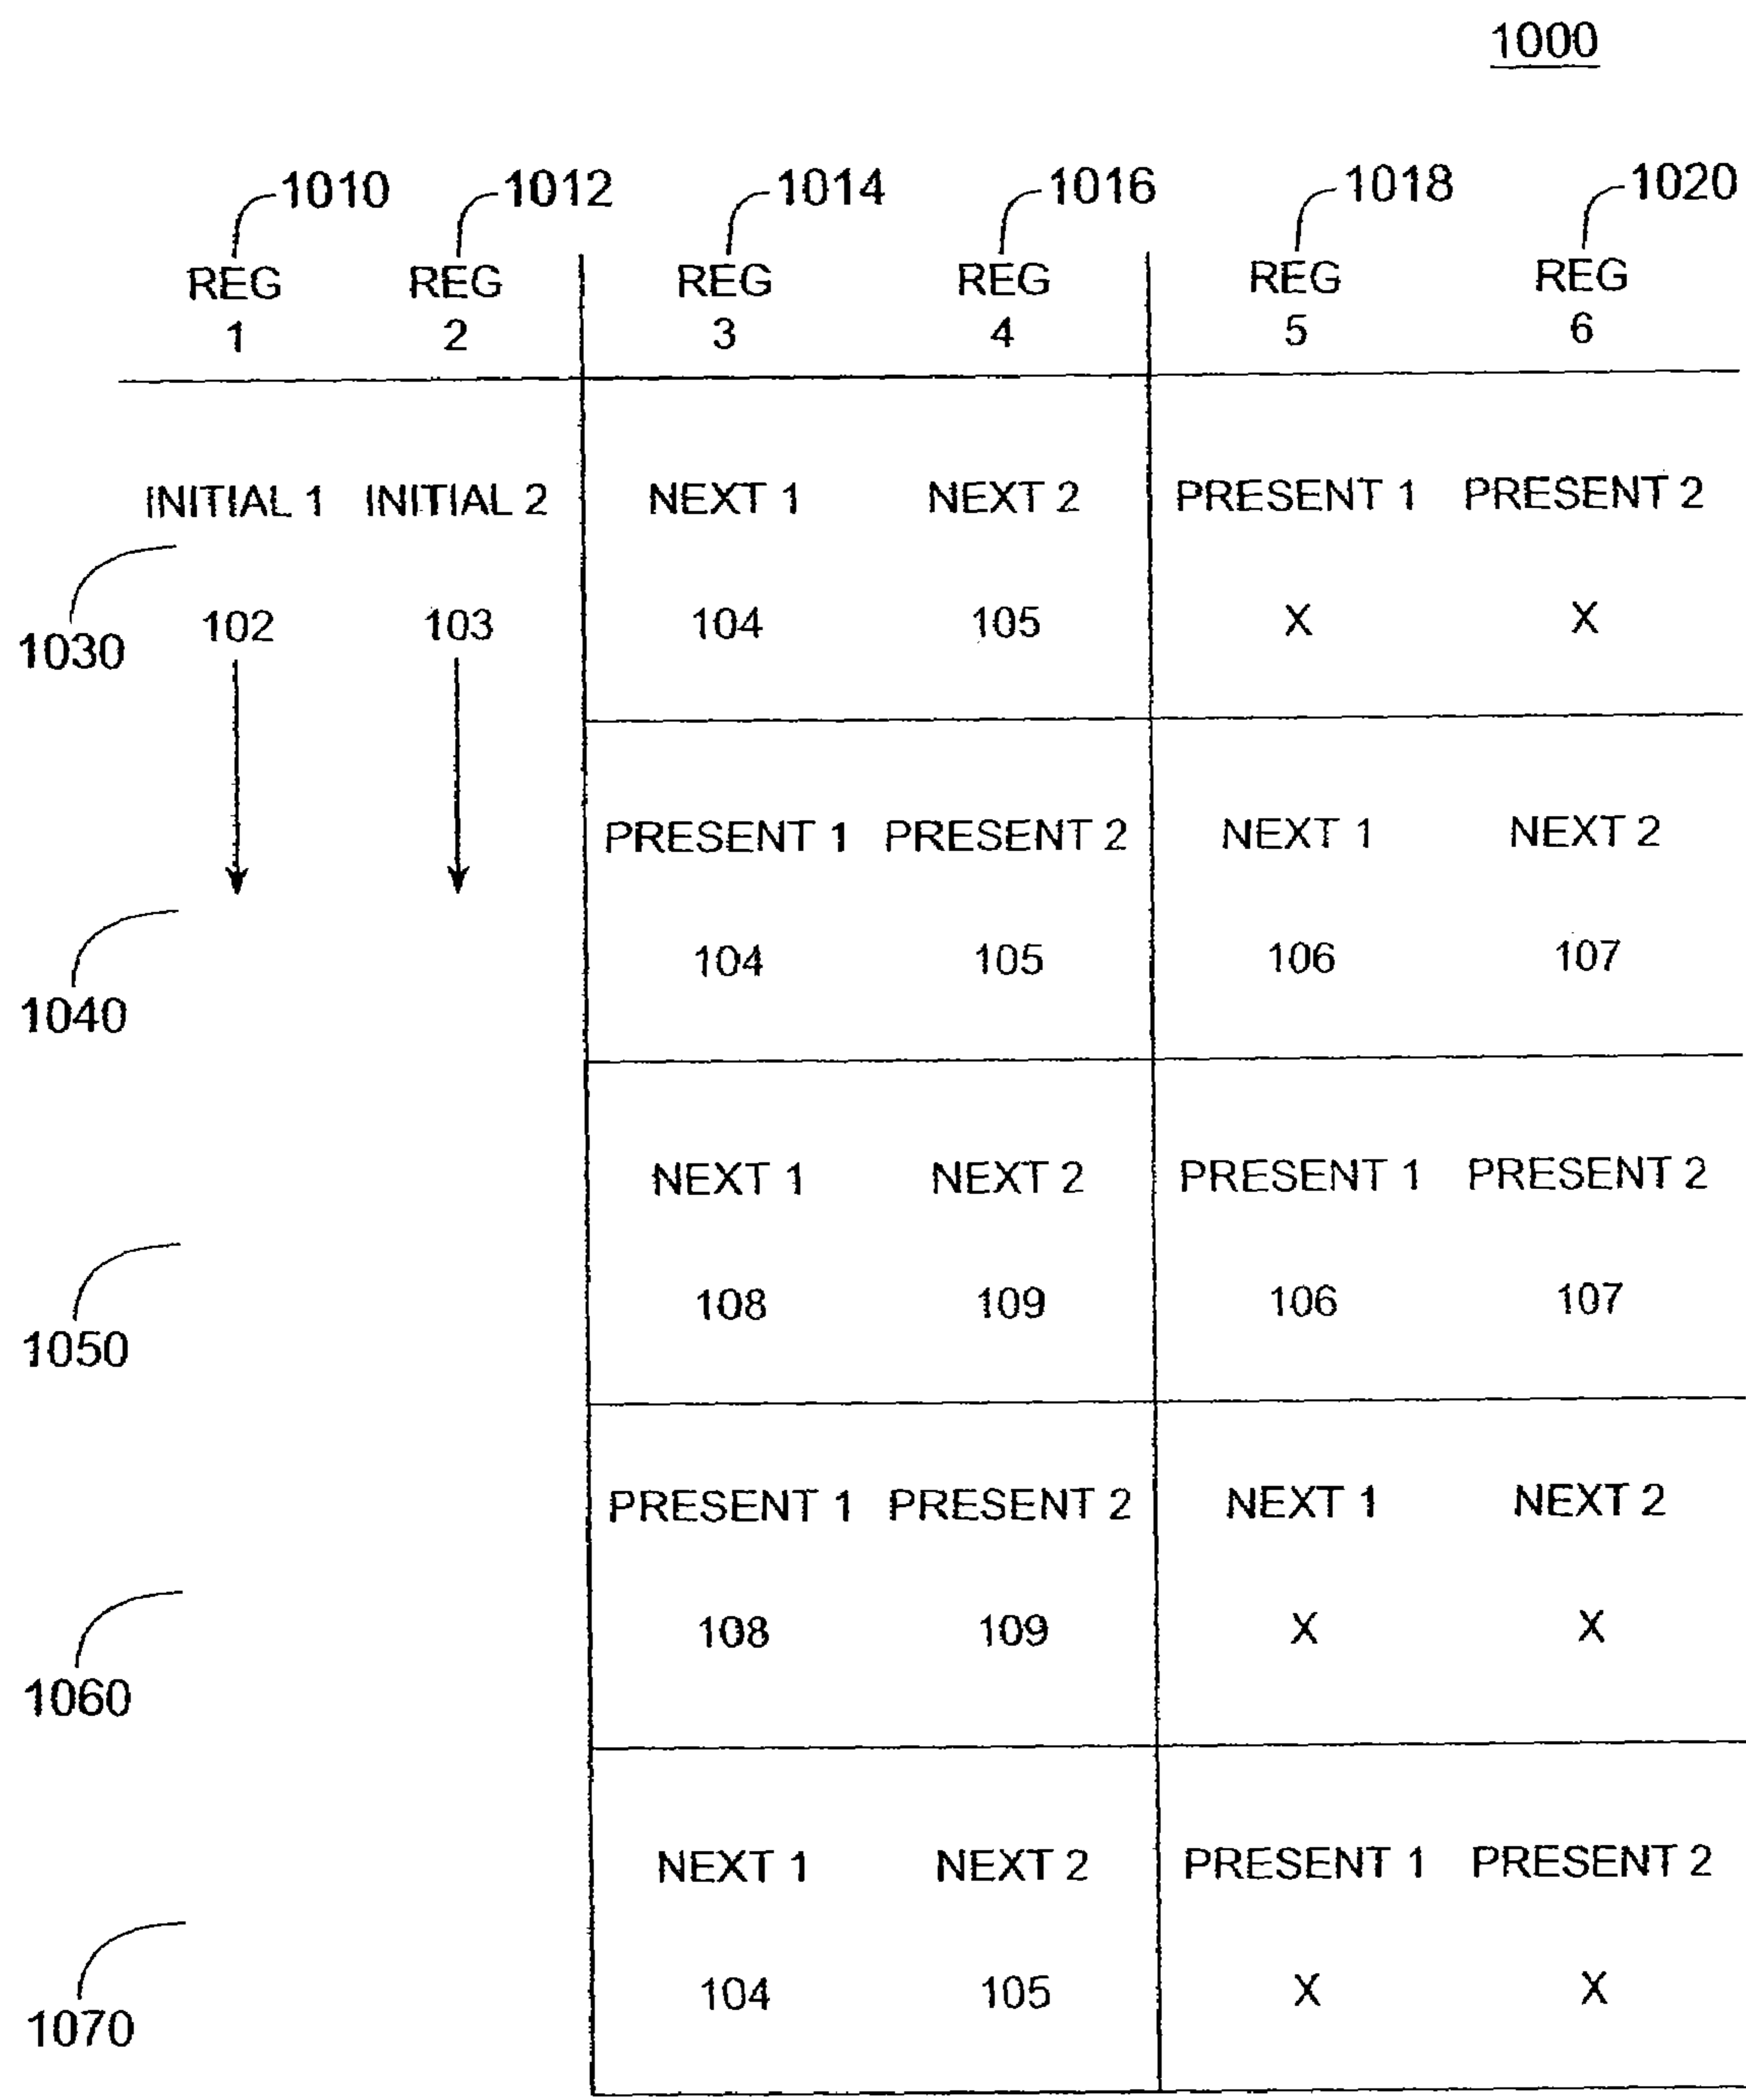 1000
1010 1012 1014 1016 1018 1020
REG REG REG REG REG REG
1 2 3 4 5 6
INITIAL 1 INITIAL 2 NEXT 1 NEXT 2 PRESENT 1 PRESENT 2
1030 102 103 104 105 X X
PRESENT 1 PRESENT 2 NEXT 1 NEXT 2
104 105 106 107
1040
NEXT 1 NEXT 2 PRESENT 1 PRESENT 2
108 109 106 107
1050
PRESENT 1 PRESENT 2 NEXT 1 NEXT 2
108 109 X X
1060
NEXT 1 NEXT 2 PRESENT 1 PRESENT 2
104 105 X X
1070